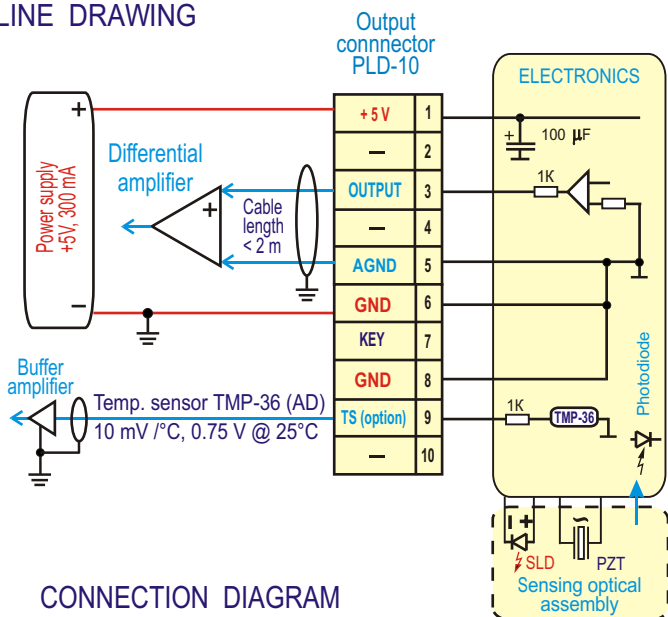 LINE DRAWING
Output
connnector
PLD-10
ELECTRONICS
Power supply
+5V, 300 mA
+
−
Differential
amplifier
+
Cable
length
< 2 m
+ 5 V 1
– 2
OUTPUT 3
– 4
AGND 5
GND 6
KEY 7
GND 8
TS (option) 9
– 10
+ 100 µF
1K
Photodiode
1K
TMP-36
Buffer
amplifier
Temp. sensor TMP-36 (AD)
10 mV /°C, 0.75 V @ 25°C
− + ~
SLD PZT
Sensing optical
assembly
CONNECTION DIAGRAM